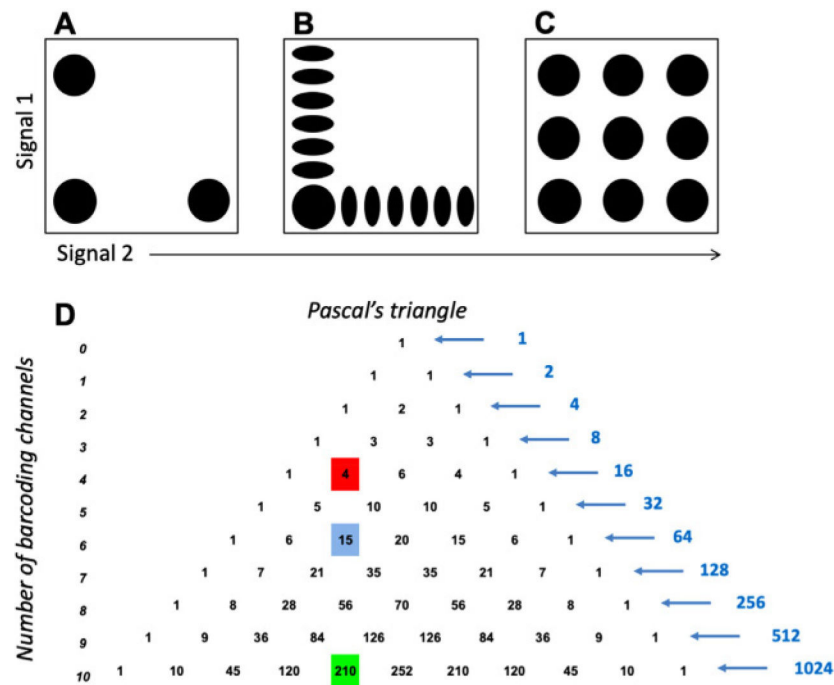 A B C
Signal 1
Signal 2
D Pascal's triangle
Number of barcoding channels
0 1 1
1 1 1 2
2 1 2 1 4
3 1 3 3 1 8
4 1 4 6 4 1 16
5 1 5 10 10 5 1 32
6 1 6 15 20 15 6 1 64
7 1 7 21 35 35 21 7 1 128
8 1 8 28 56 70 56 28 8 1 256
9 1 9 36 84 126 126 84 36 9 1 512
10 1 10 45 120 210 252 210 120 45 10 1 1024